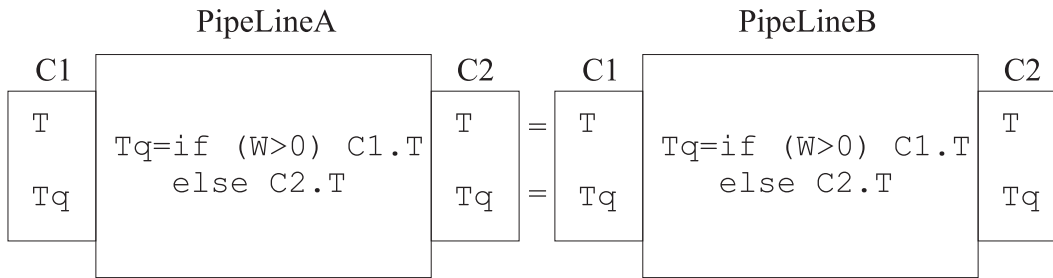 PipeLineA
PipeLineB
C1
C2
C1
C2
T
Tq=if (W>0) C1.T
else C2.T
T = T
Tq=if (W>0) C1.T
else C2.T
T
Tq
Tq = Tq
Tq